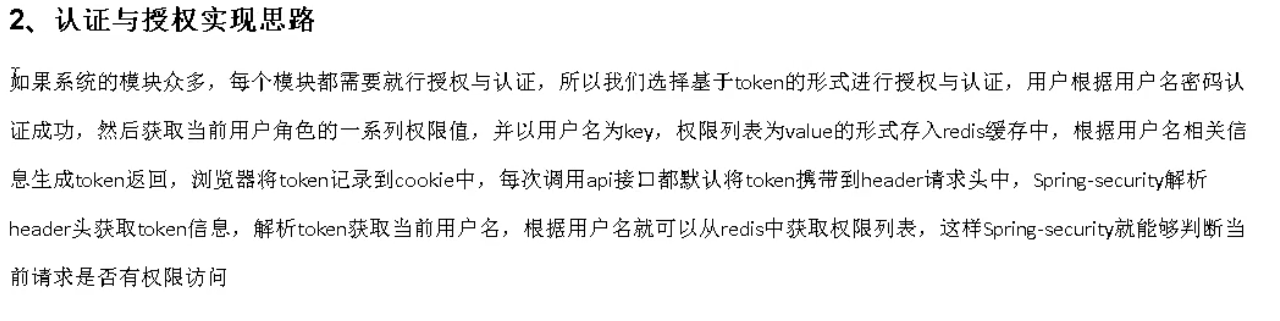 2、认证与授权实现思路
如果系统的模块众多，每个模块都需要就行授权与认证，所以我们选择基于token的形式进行授权与认证，用户根据用户名密码认
证成功，然后获取当前用户角色的一系列权限值，并以用户名为key，权限列表为value的形式存入redis缓存中，根据用户名相关信
息生成token返回，浏览器将token记录到cookie中，每次调用api接口都默认将token携带到header请求头中，Spring-security解析
header头获取token信息，解析token获取当前用户名，根据用户名就可以从redis中获取权限列表，这样Spring-security就能够判断当
前请求是否有权限访问